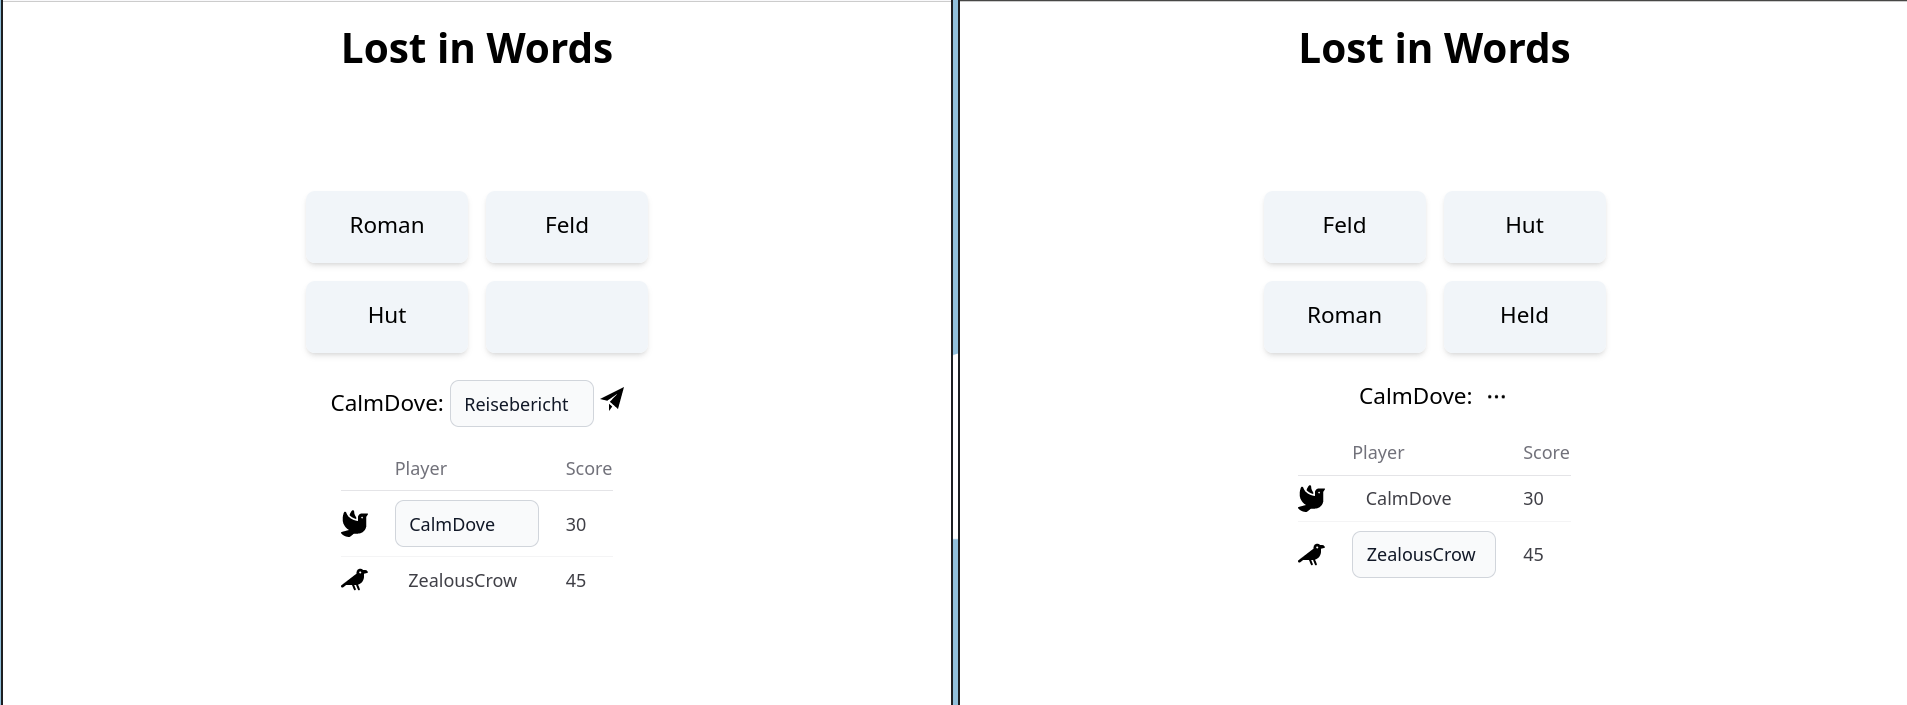 Lost in Words
Roman Feld
Hut
CalmDove: Reisebericht
Player Score
CalmDove 30
ZealousCrow 45
Lost in Words
Feld Hut
Roman Held
CalmDove: ···
Player Score
CalmDove 30
ZealousCrow 45